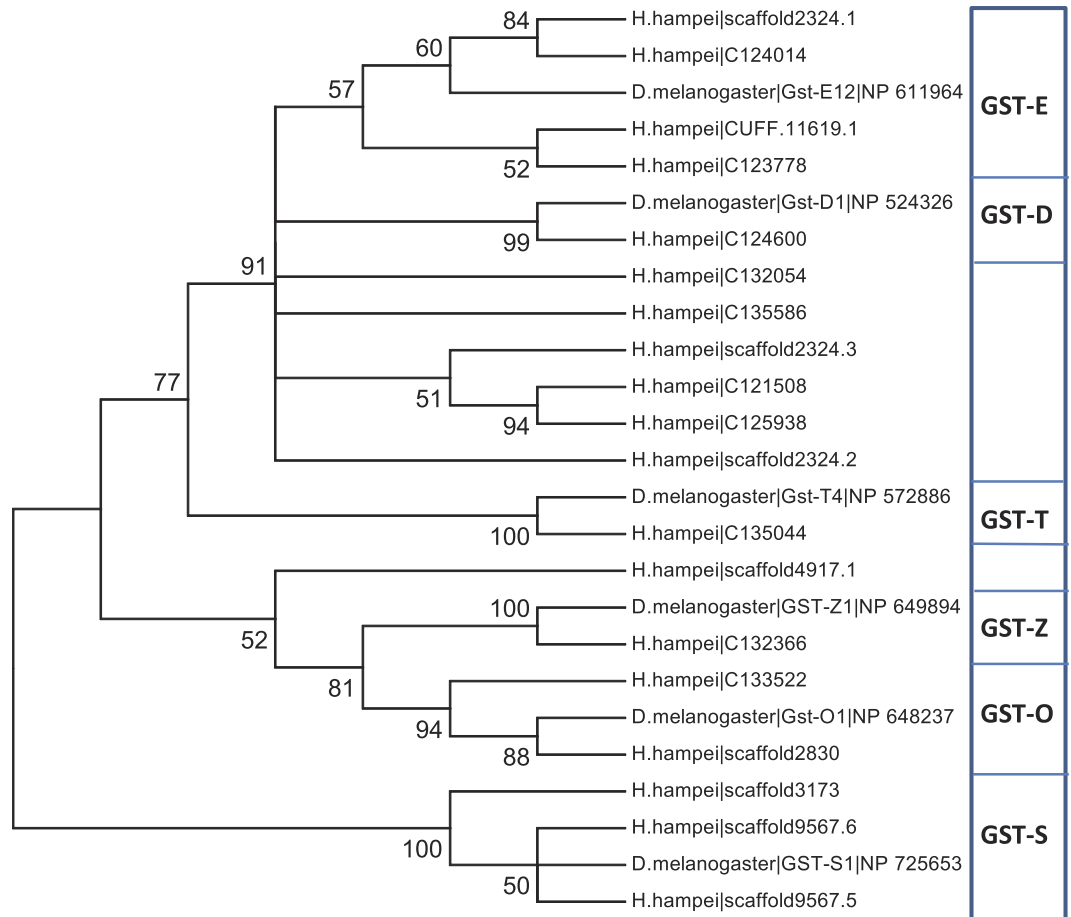 84
H.hampei|scaffold2324.1
60
H.hampei|C124014
57
D.melanogaster|Gst-E12|NP 611964
GST-E
H.hampei|CUFF.11619.1
52
H.hampei|C123778
D.melanogaster|Gst-D1|NP 524326
GST-D
99
H.hampei|C124600
91
H.hampei|C132054
H.hampei|C135586
H.hampei|scaffold2324.3
77
H.hampei|C121508
51
94
H.hampei|C125938
H.hampei|scaffold2324.2
D.melanogaster|Gst-T4|NP 572886
GST-T
100
H.hampei|C135044
H.hampei|scaffold4917.1
100
D.melanogaster|GST-Z1|NP 649894
GST-Z
52
H.hampei|C132366
81
H.hampei|C133522
94
D.melanogaster|Gst-O1|NP 648237
GST-O
88
H.hampei|scaffold2830
H.hampei|scaffold3173
H.hampei|scaffold9567.6
GST-S
100
D.melanogaster|GST-S1|NP 725653
50
H.hampei|scaffold9567.5